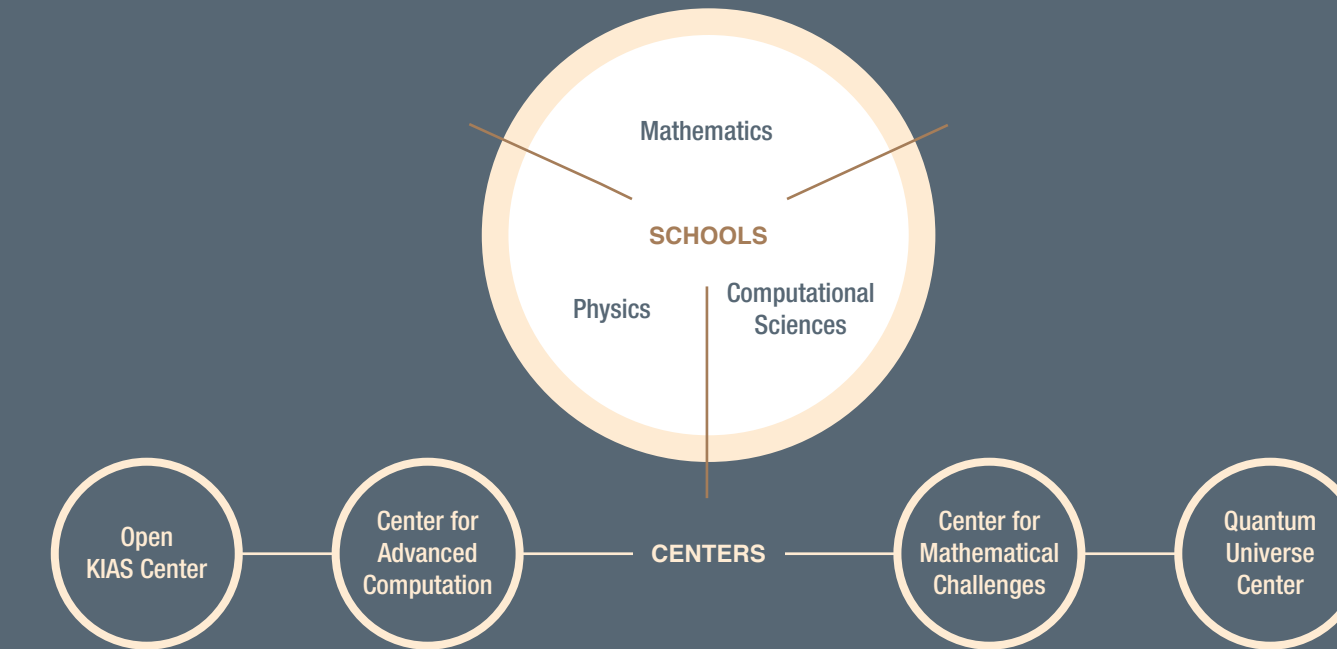 Mathematics
SCHOOLS
Physics
Computational
Sciences
Open
KIAS Center
Center for
Advanced
Computation
CENTERS
Center for
Mathematical
Challenges
Quantum
Universe
Center